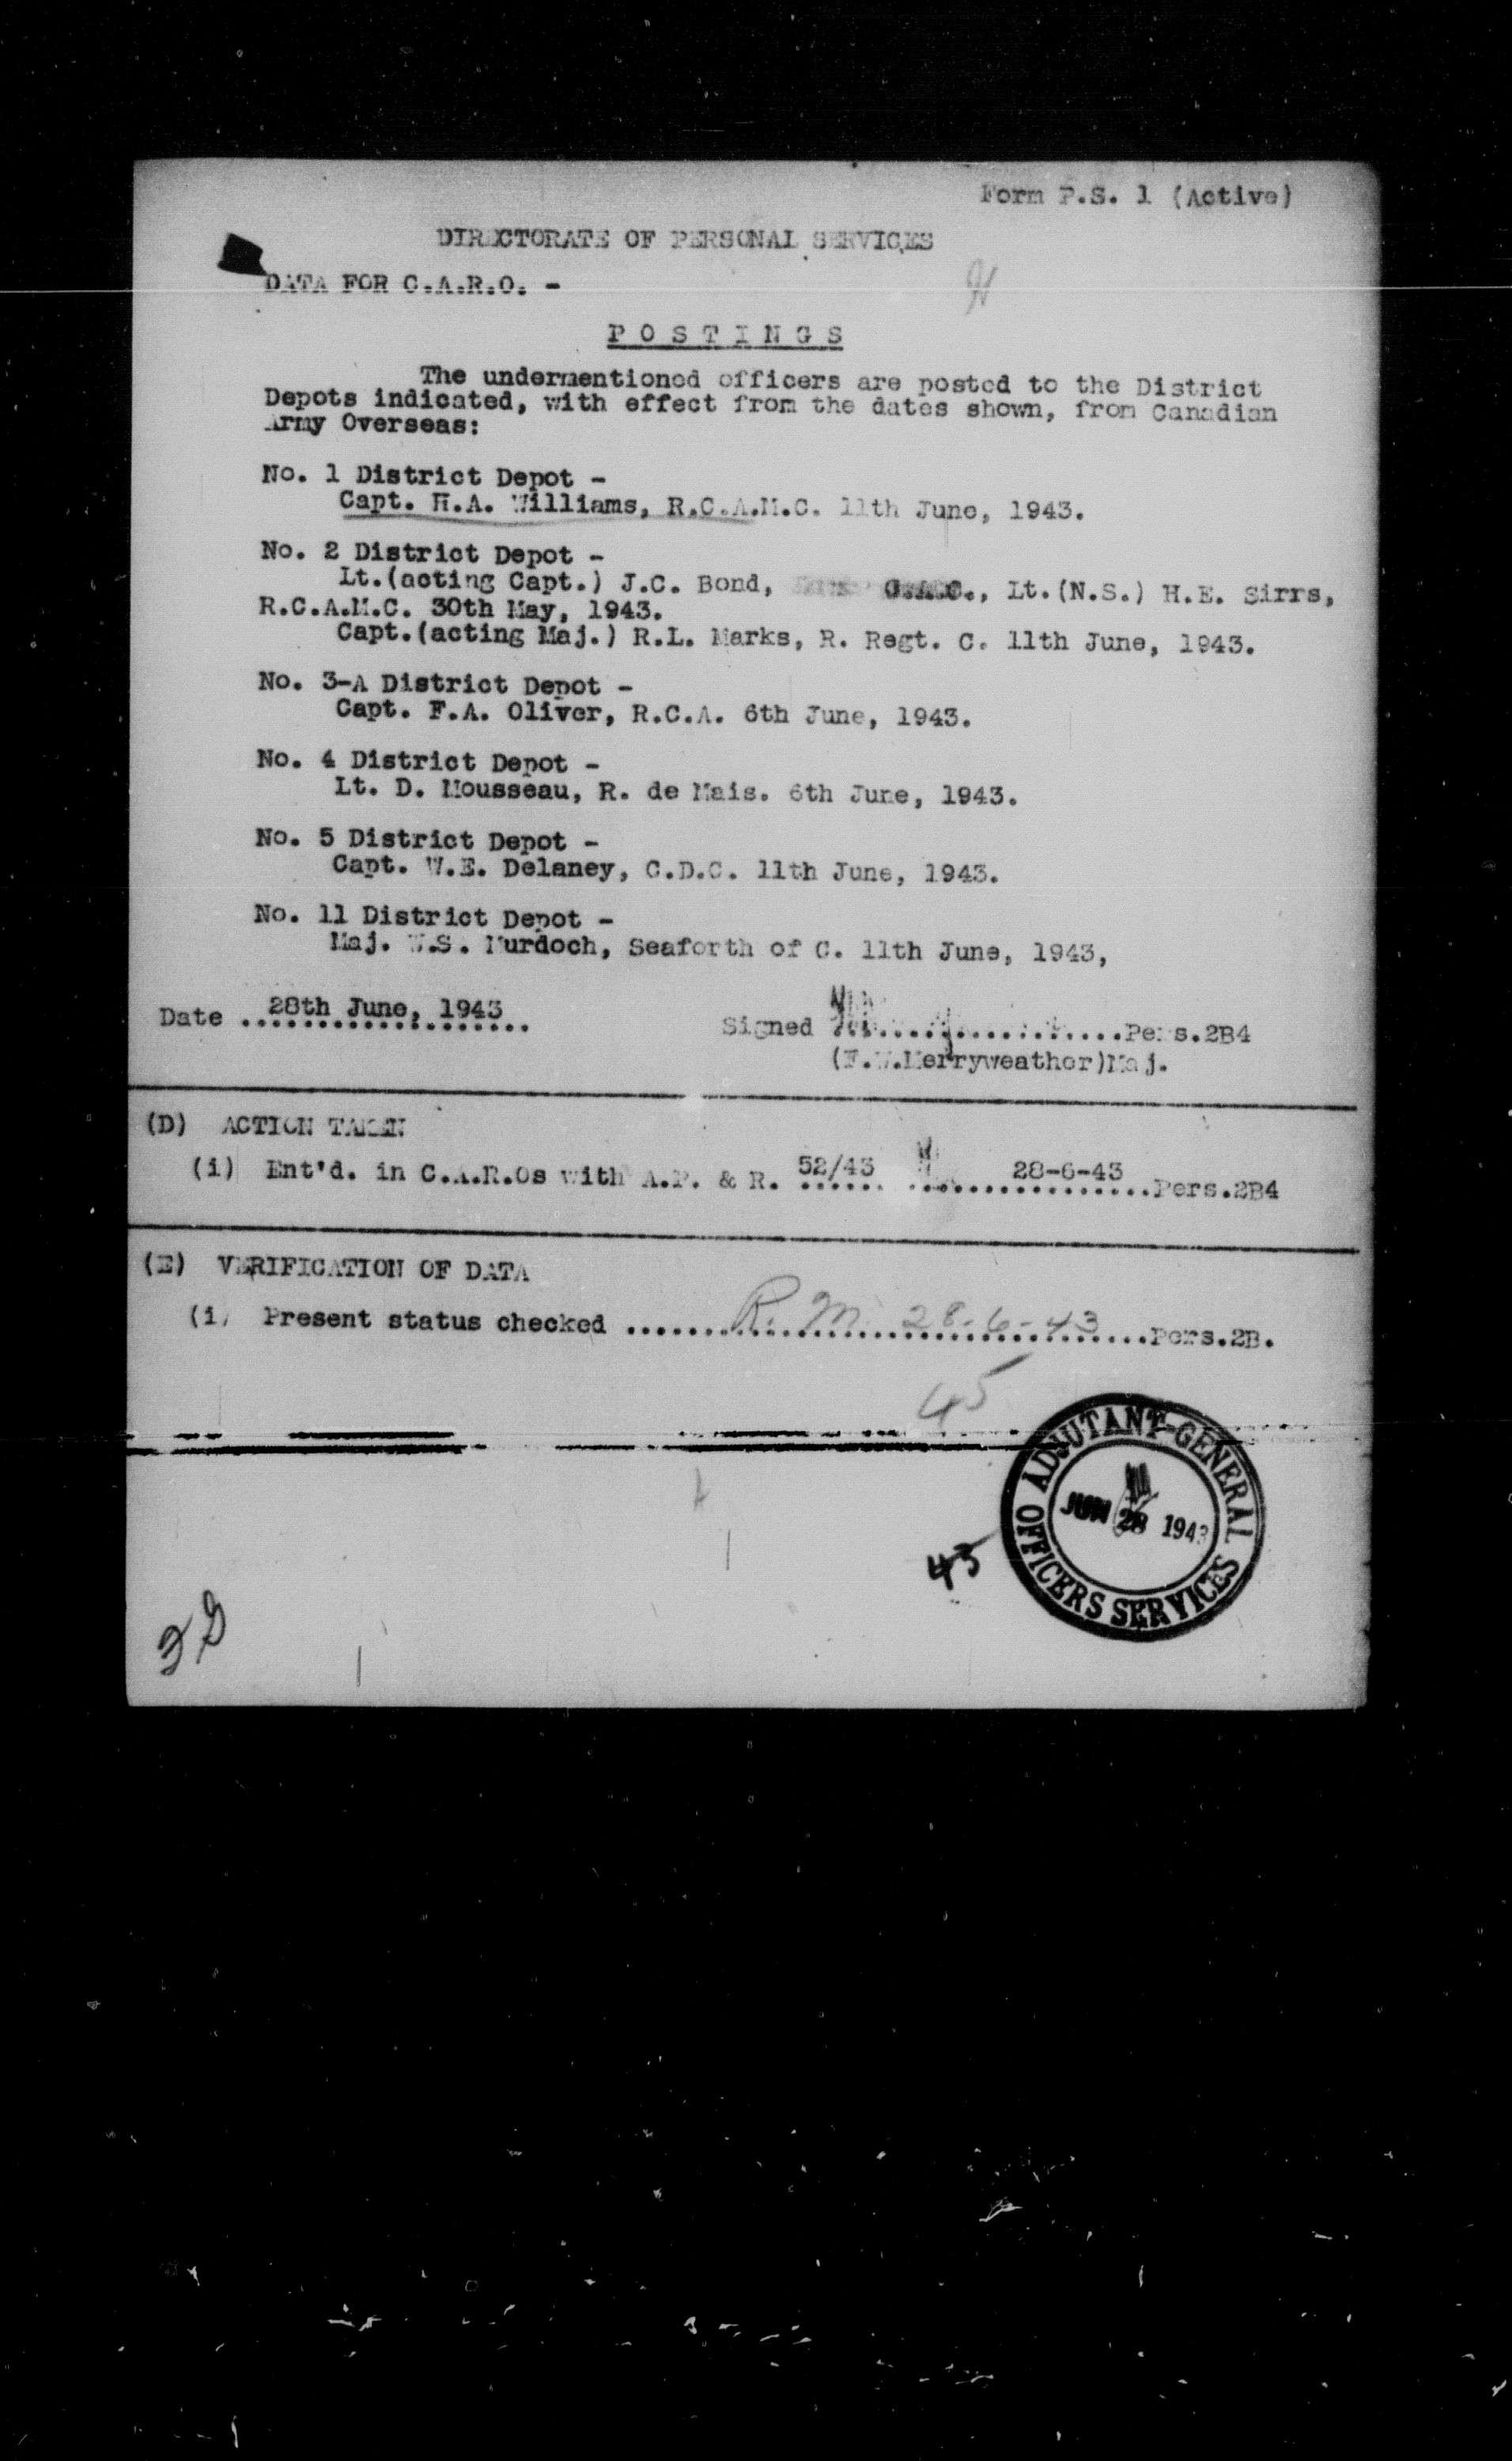 Form P.S. 1 (Active)
DIRECTORATE OF PERSONAL SERVICES
DATA FOR C.A.R.O. -
P O S T I N G S
The undermentioned officers are posted to the District
Depots indicated, with effect from the dates shown, from Canadian
Army Overseas:
No. 1 District Depot -
Capt. H.A. Williams, R.C.A.M.C. 11th June, 1943.
No. 2 District Depot -
Lt.(acting Capt.) J.C. Bond, C.A.C., Lt.(N.S.) H.E. Sirrs,
R.C.A.M.C. 30th May, 1943.
Capt.(acting Maj.) R.L. Marks, R. Regt. C. 11th June, 1943.
No. 3-A District Depot -
Capt. F.A. Oliver, R.C.A. 6th June, 1943.
No. 4 District Depot -
Lt. D. Mousseau, R. de Mais. 6th June, 1943.
No. 5 District Depot -
Capt. W.E. Delaney, C.D.C. 11th June, 1943.
No. 11 District Depot -
Maj. W.S. Murdoch, Seaforth of C. 11th June, 1943,
Date ..28th June, 1943..
Signed ....................Pers.2B4
(F.W.Merryweather)Maj.
(D) ACTION TAKEN
(i) Ent'd. in C.A.R.Os with A.P. & R. 52/43 28-6-43 Pers.2B4
(E) VERIFICATION OF DATA
(i) Present status checked ....R.M. 28-6-43....Pers.2B.
45
ADJUTANT-GENERAL
JUN 28 1943
OFFICERS SERVICES
43